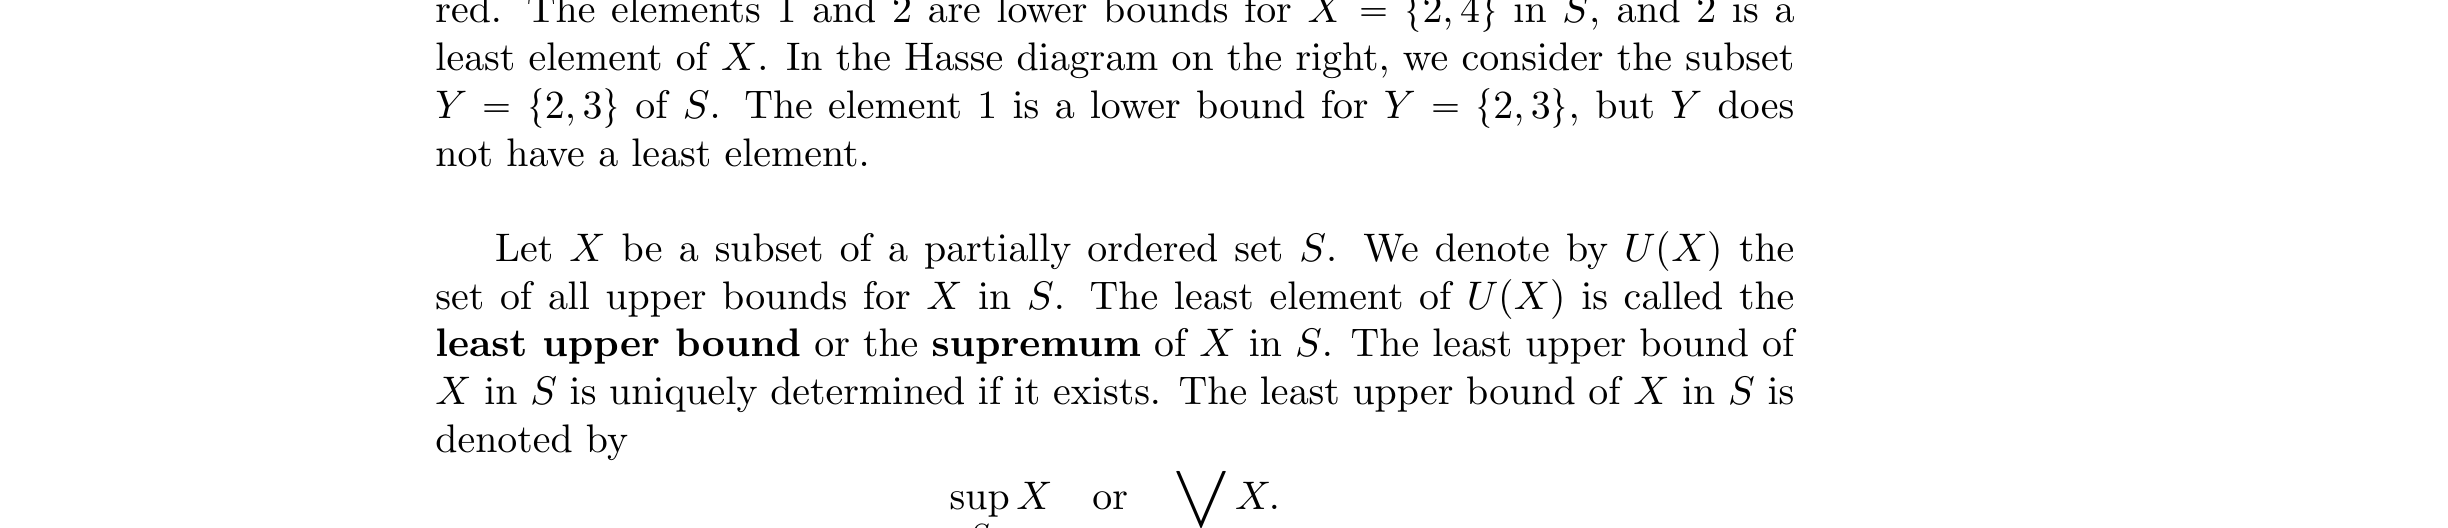 red. The elements 1 and 2 are lower bounds for X = {2, 4} in S, and 2 is a
least element of X. In the Hasse diagram on the right, we consider the subset
Y = {2, 3} of S. The element 1 is a lower bound for Y = {2, 3}, but Y does
not have a least element.
Let X be a subset of a partially ordered set S. We denote by U(X) the
set of all upper bounds for X in S. The least element of U(X) is called the
least upper bound or the supremum of X in S. The least upper bound of
X in S is uniquely determined if it exists. The least upper bound of X in S is
denoted by
sup X or ⋁ X.